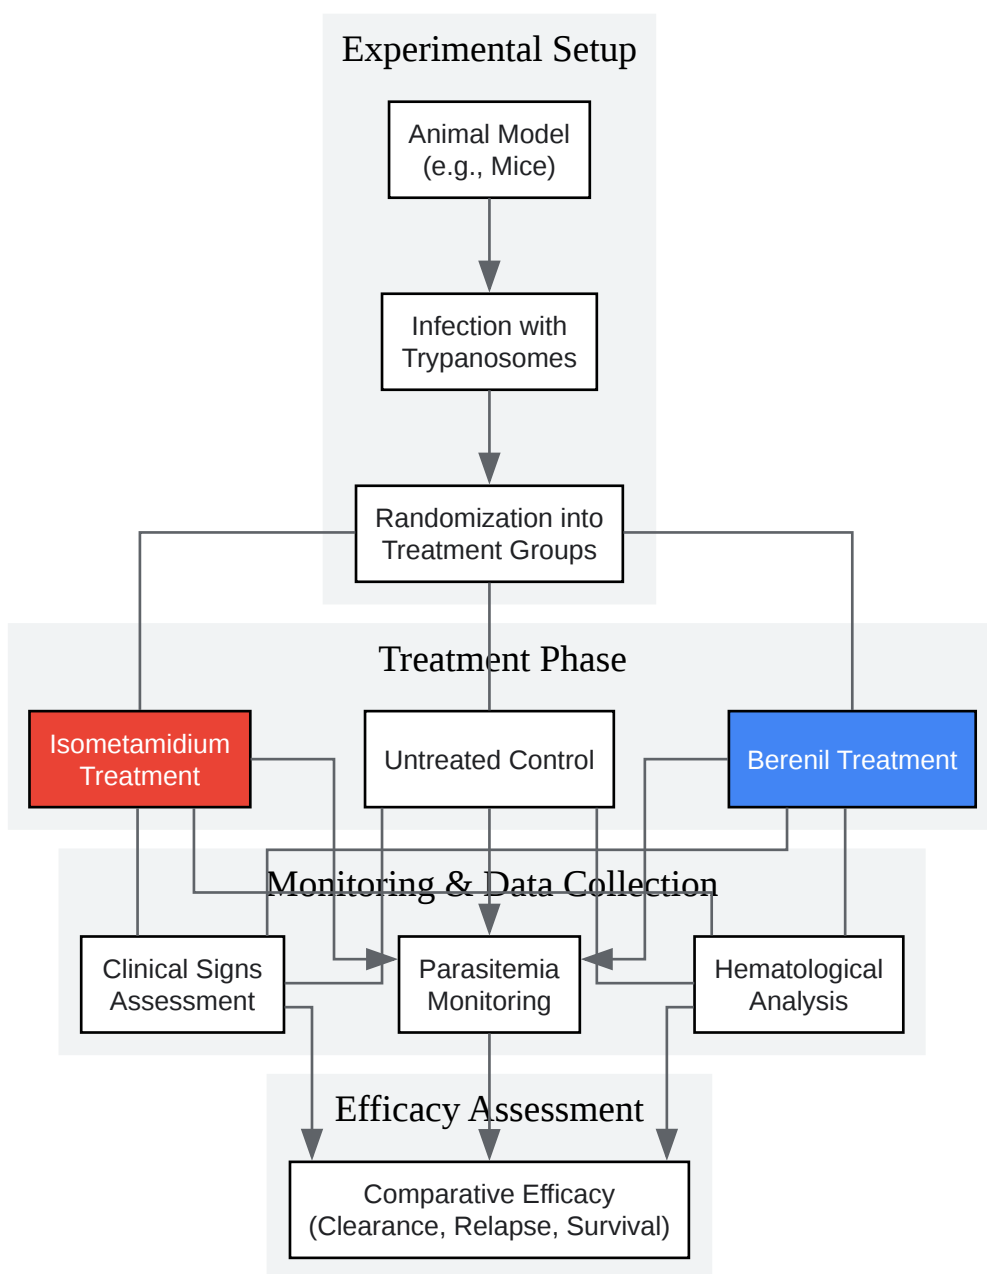 Experimental Setup
Animal Model
(e.g., Mice)
Infection with
Trypanosomes
Randomization into
Treatment Groups
Treatment Phase
Isometamidium
Treatment
Untreated Control
Berenil Treatment
Monitoring & Data Collection
Clinical Signs
Assessment
Parasitemia
Monitoring
Hematological
Analysis
Efficacy Assessment
Comparative Efficacy
(Clearance, Relapse, Survival)